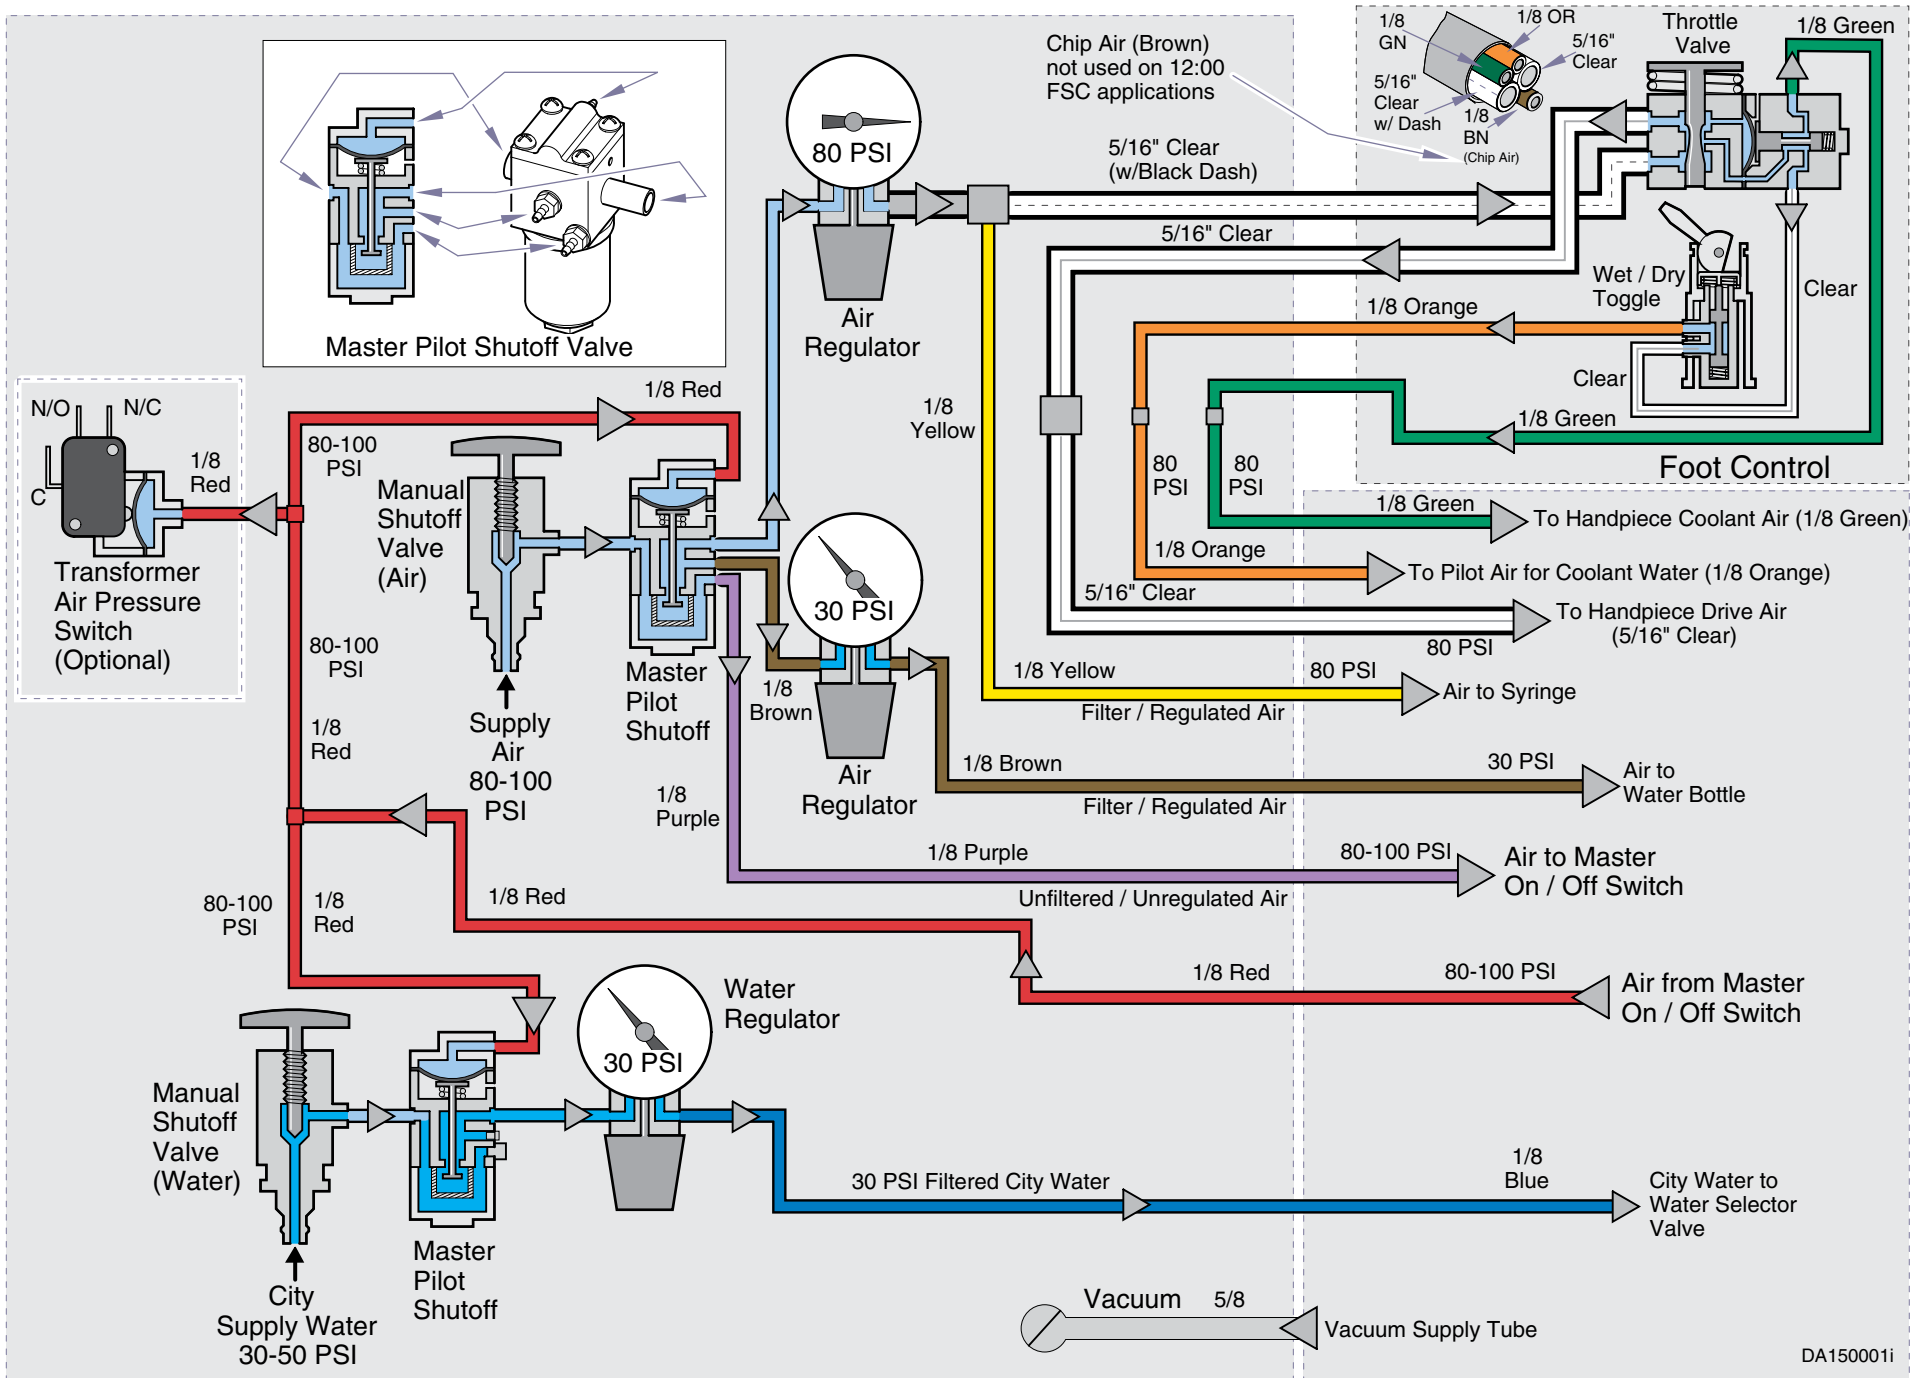 Master Pilot Shutoff Valve
80 PSI
Air
Regulator
Chip Air (Brown)
not used on 12:00
FSC applications
5/16" Clear
(w/Black Dash)
5/16" Clear
1/8
GN
1/8 OR
5/16"
Clear
5/16"
Clear
w/ Dash
1/8
BN
(Chip Air)
Throttle
Valve
1/8 Green
Wet / Dry
Toggle
Clear
1/8 Orange
Clear
1/8 Green
Foot Control
N/O
N/C
C
1/8
Red
Transformer
Air Pressure
Switch
(Optional)
80-100
PSI
1/8 Red
Manual
Shutoff
Valve
(Air)
80-100
PSI
1/8
Red
Supply
Air
80-100
PSI
Master
Pilot
Shutoff
30 PSI
1/8
Brown
Air
Regulator
1/8
Yellow
80
PSI
80
PSI
1/8 Green
To Handpiece Coolant Air (1/8 Green)
1/8 Orange
To Pilot Air for Coolant Water (1/8 Orange)
5/16" Clear
To Handpiece Drive Air
(5/16" Clear)
80 PSI
1/8 Yellow
80 PSI
Air to Syringe
Filter / Regulated Air
1/8 Brown
30 PSI
Air to
Water Bottle
Filter / Regulated Air
1/8
Purple
1/8 Purple
80-100 PSI
Air to Master
On / Off Switch
Unfiltered / Unregulated Air
80-100
PSI
1/8
Red
1/8 Red
1/8 Red
80-100 PSI
Air from Master
On / Off Switch
Water
Regulator
30 PSI
Manual
Shutoff
Valve
(Water)
Master
Pilot
Shutoff
City
Supply Water
30-50 PSI
30 PSI Filtered City Water
1/8
Blue
City Water to
Water Selector
Valve
Vacuum
5/8
Vacuum Supply Tube
DA150001i